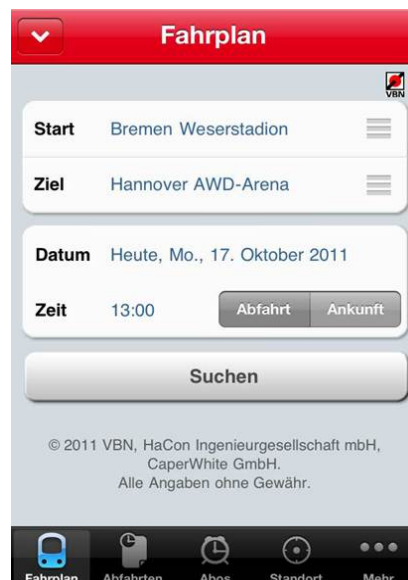 Fahrplan
VBN
Start Bremen Weserstadion
Ziel Hannover AWD-Arena
Datum Heute, Mo., 17. Oktober 2011
Zeit 13:00 Abfahrt Ankunft
Suchen
© 2011 VBN, HaCon Ingenieurgesellschaft mbH,
CaperWhite GmbH.
Alle Angaben ohne Gewähr.
Fahrplan Abfahrten Abos Standort Mehr